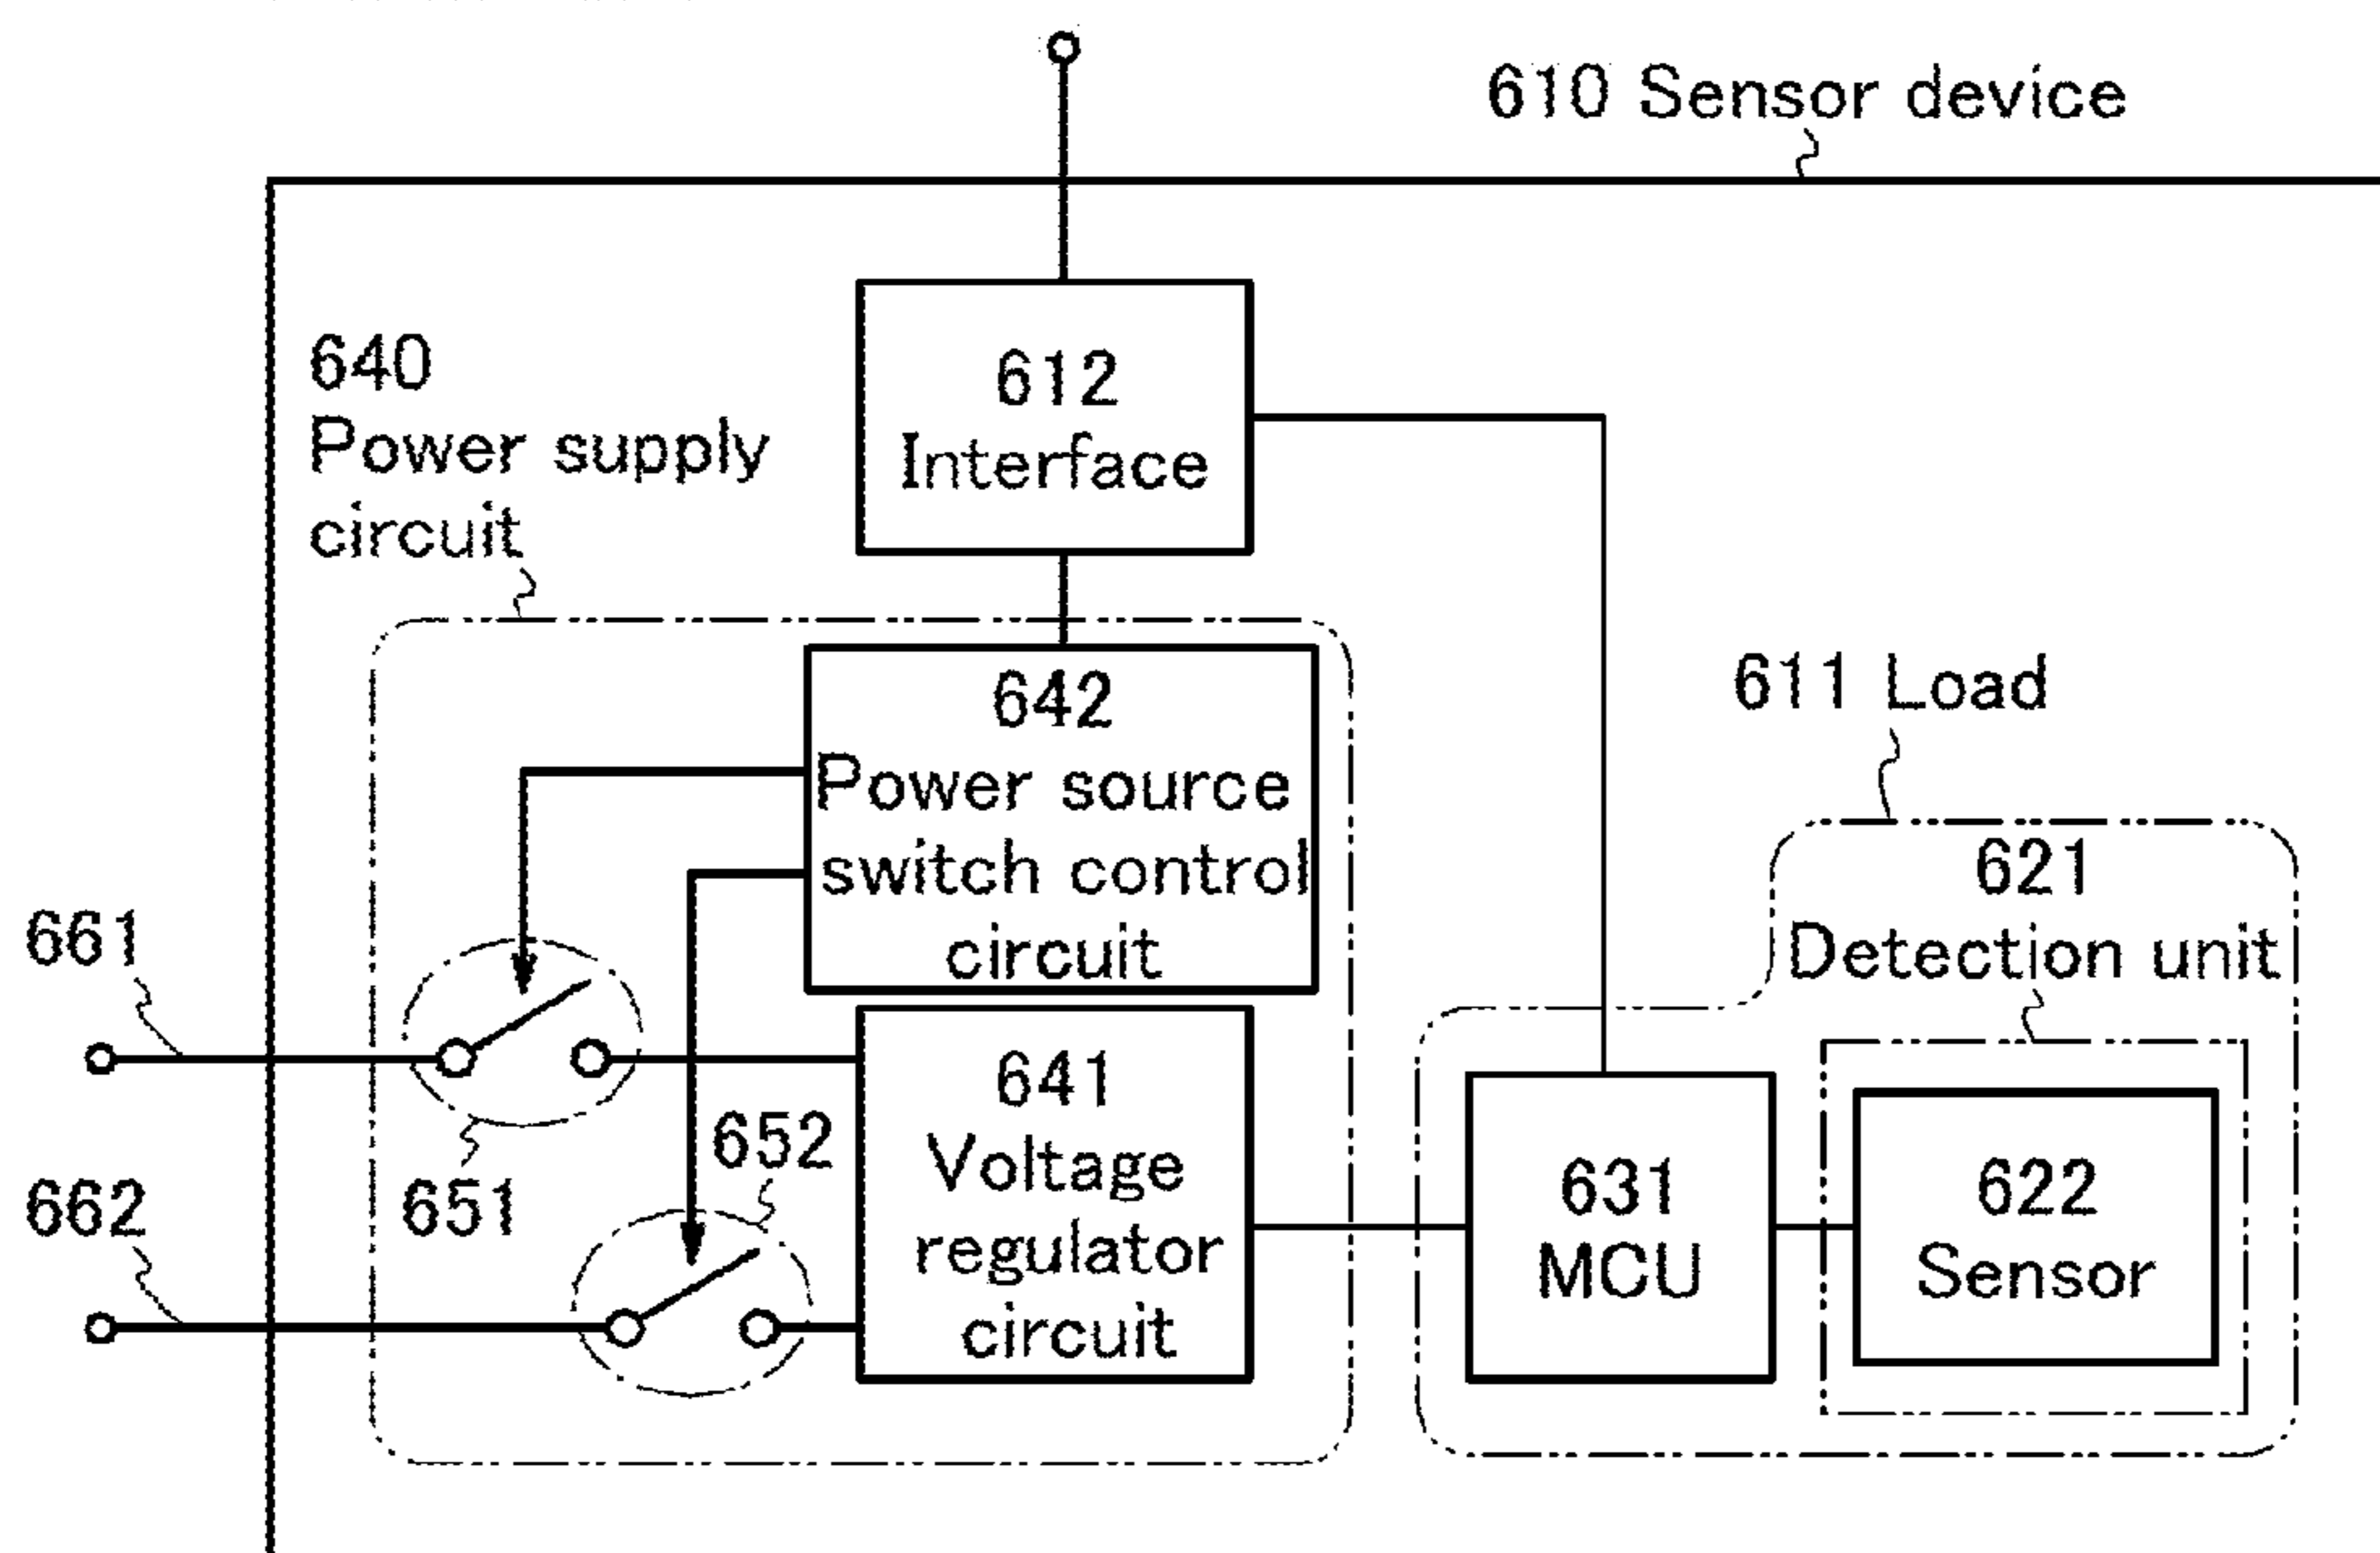 610 Sensor device
640
Power supply
circuit
612
Interface
642
Power source
switch control
circuit
611 Load
621
Detection unit
661
651
652
662
641
Voltage
regulator
circuit
631
MCU
622
Sensor